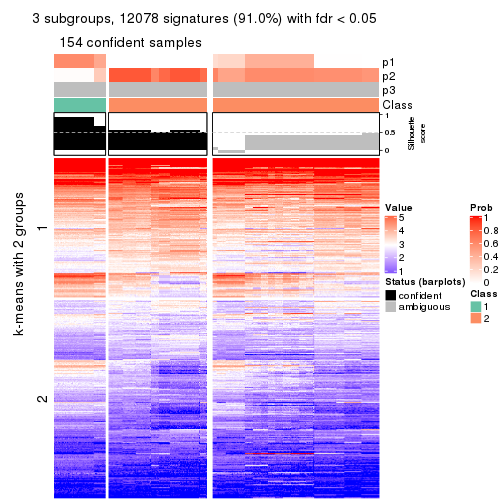 3 subgroups, 12078 signatures (91.0%) with fdr < 0.05
154 confident samples
p1
p2
p3
Class
1
0.5
0
Silhouette
score
k-means with 2 groups
1
2
Value
5
4
3
2
1
Prob
1
0.8
0.6
0.4
0.2
0
Status (barplots)
confident
ambiguous
Class
1
2